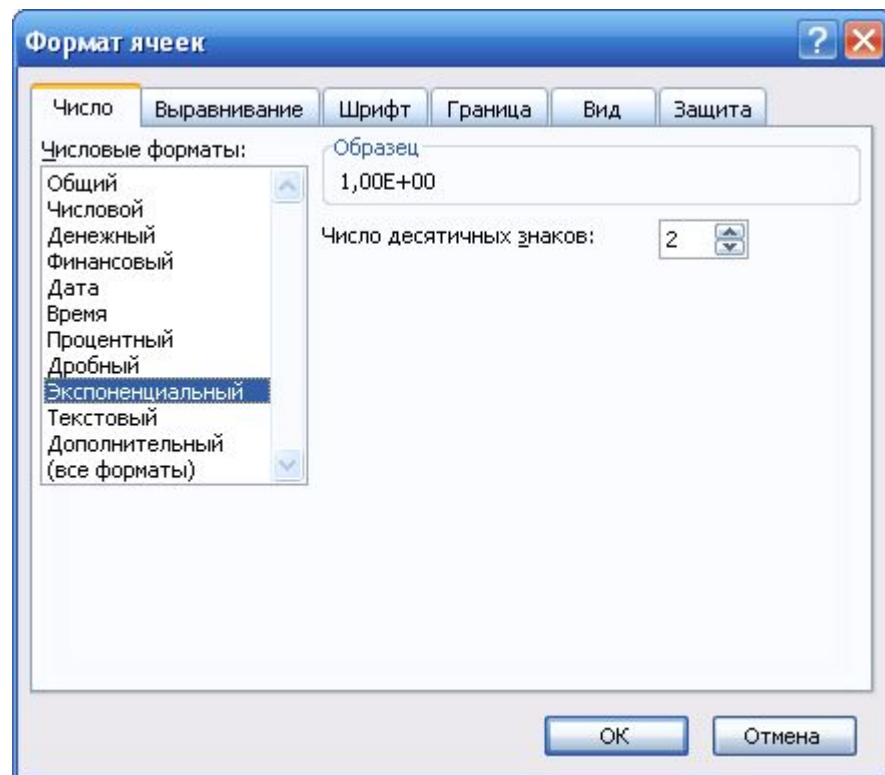 Формат ячеек
?
Число Выравнивание Шрифт Граница Вид Защита
Числовые форматы:
Общий
Числовой
Денежный
Финансовый
Дата
Время
Процентный
Дробный
Экспоненциальный
Текстовый
Дополнительный
(все форматы)
Образец
1,00E+00
Число десятичных знаков: 2
ОК Отмена